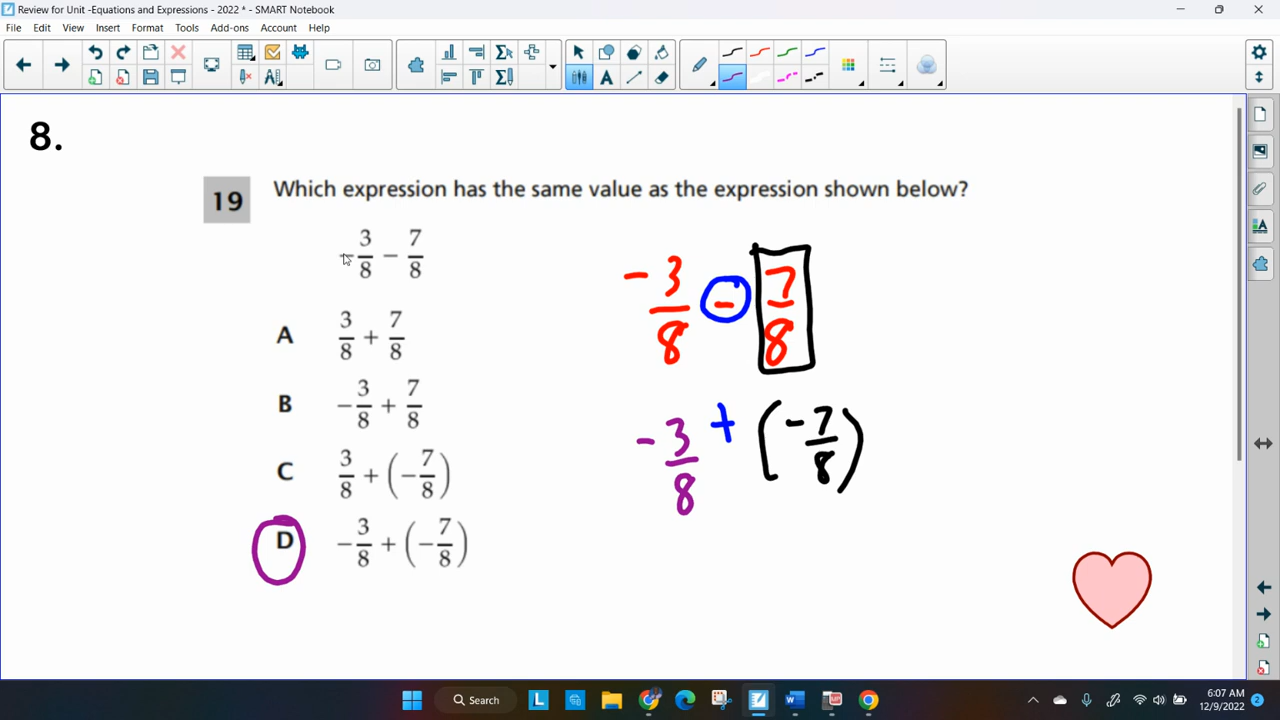 Review for Unit -Equations and Expressions - 2022 * - SMART Notebook
File Edit View Insert Format Tools Add-ons Account Help
8.
19 Which expression has the same value as the expression shown below?
-3/8 - 7/8
A 3/8 + 7/8
B -3/8 + 7/8
C 3/8 + (-7/8)
D -3/8 + (-7/8)
-3/8 - 7/8
-3/8 + (-7/8)
Search
6:07 AM
12/9/2022
2